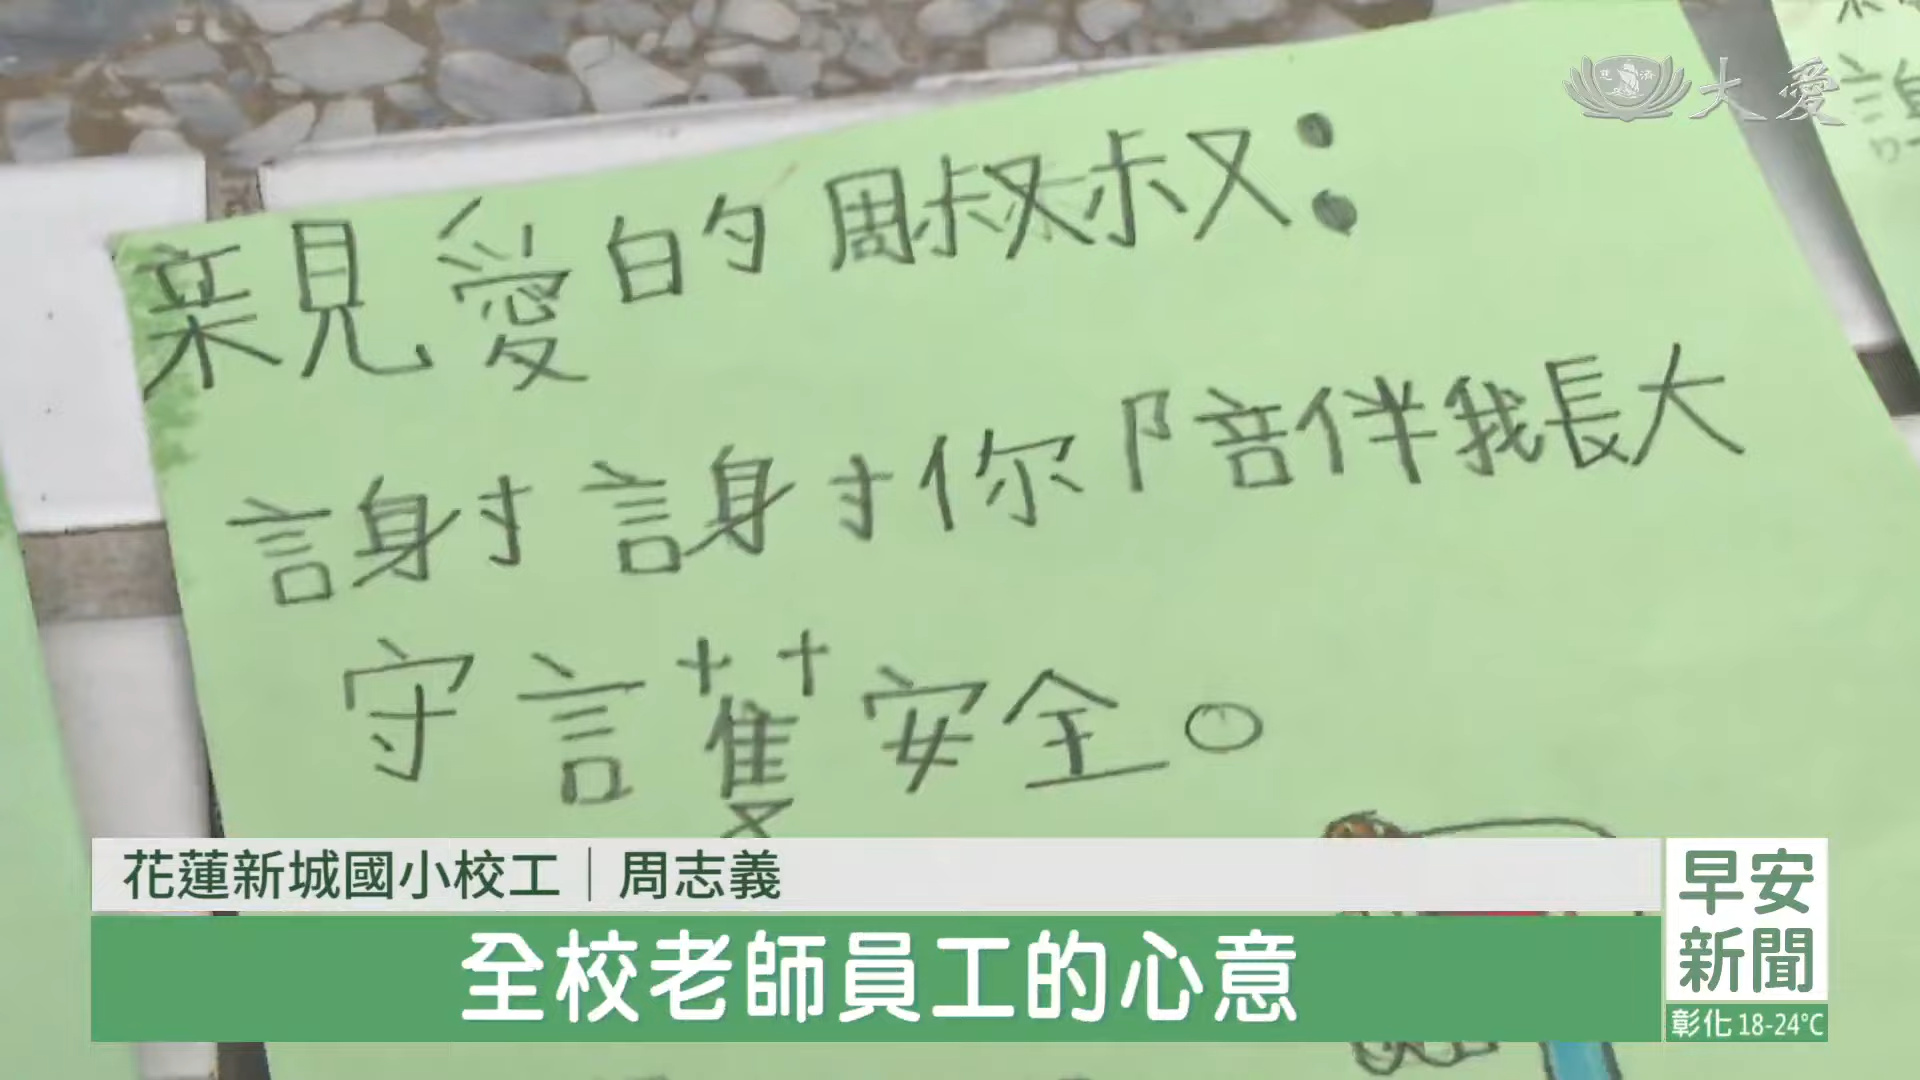 大愛
親愛的周叔叔:
謝謝你陪伴我長大
守護安全。
花蓮新城國小校工│周志義
全校老師員工的心意
早安
新聞
彰化 18-24°C